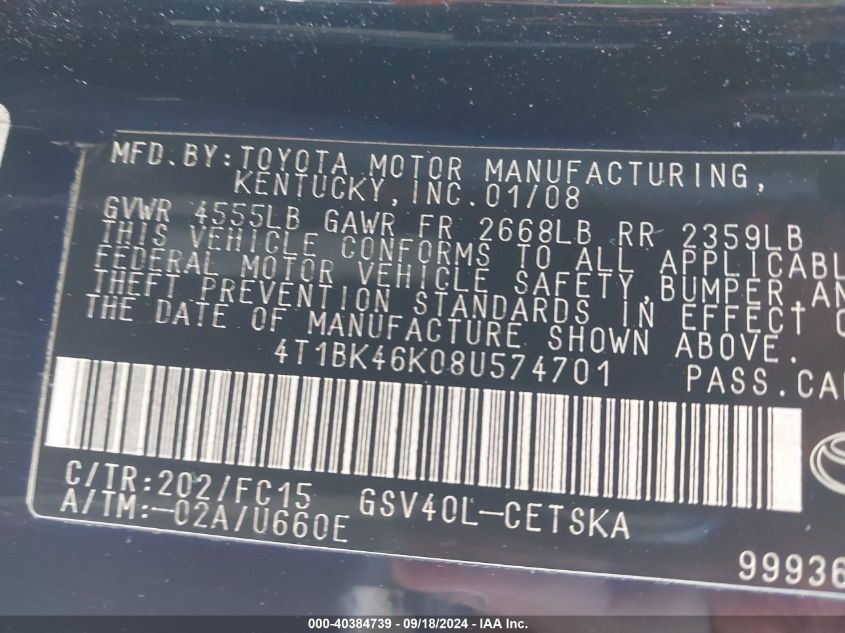 MFD.BY:TOYOTA MOTOR MANUFACTURING,
KENTUCKY,INC.01/08
GVWR 4555LB GAWR FR 2668LB RR 2359LB
THIS VEHICLE CONFORMS TO ALL APPLICABL
FEDERAL MOTOR VEHICLE SAFETY,BUMPER,AN
THEFT PREVENTION STANDARDS IN EFFECT O
THE DATE OF MANUFACTURE SHOWN ABOVE.
4T1BK46K08U574701 PASS.CAR
C/TR:202/FC15 GSV40L-CETSKA
A/TM:-02A/U660E
99936
000-40384739 - 09/18/2024 - IAA Inc.